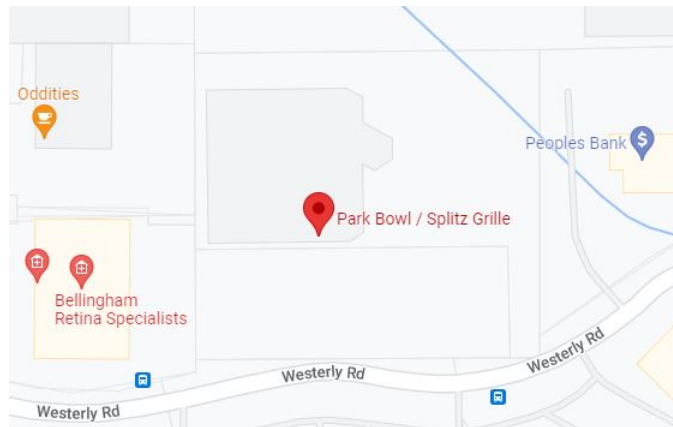 Oddities
Peoples Bank
$
Park Bowl / Splitz Grille
Bellingham
Retina Specialists
Westerly Rd
Westerly Rd
Westerly Rd